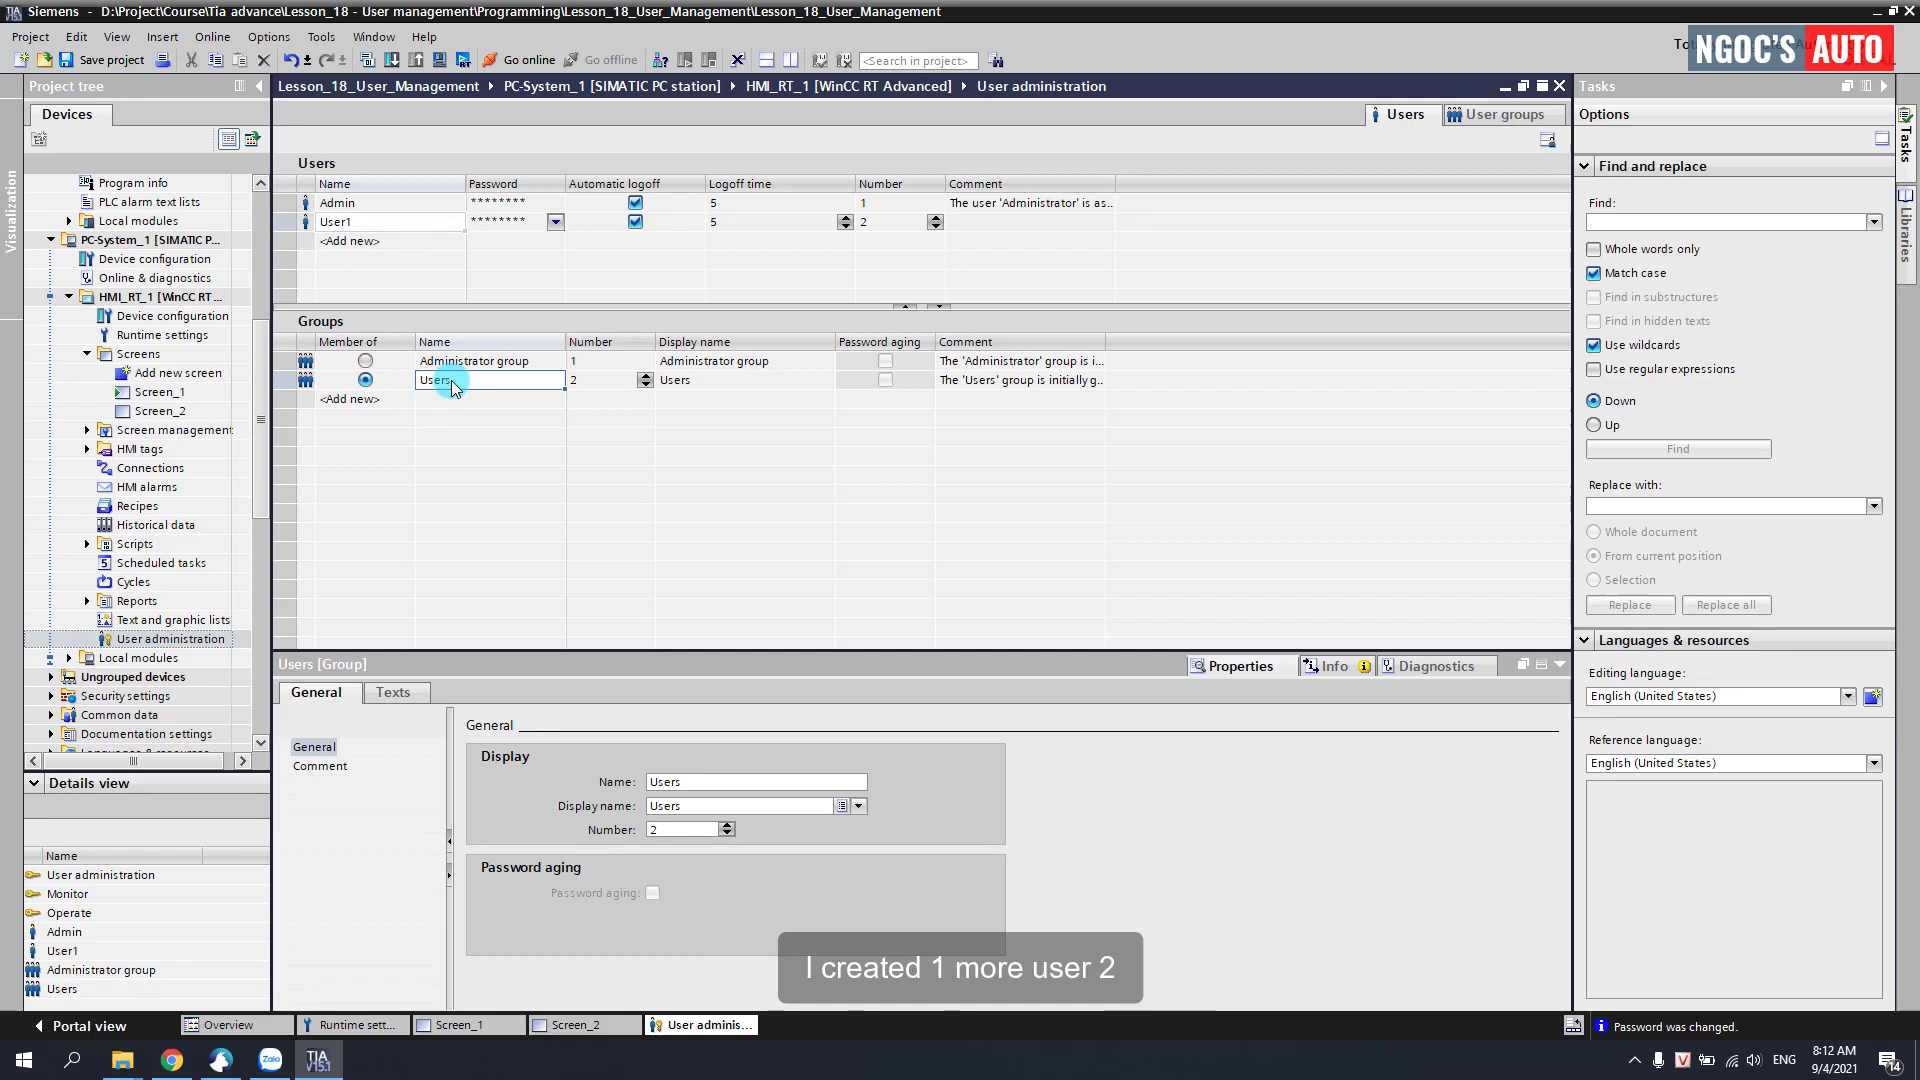 Siemens - D:\Project\Course\Tia advance\Lesson_18 - User management\Programming\Lesson_18_User_Management\Lesson_18_User_Management
Project Edit View Insert Online Options Tools Window Help
NGOC'S AUTO
Save project
Go online
Go offline
<Search in project>
Project tree
Lesson_18_User_Management
PC-System_1 [SIMATIC PC station]
HMI_RT_1 [WinCC RT Advanced]
User administration
Tasks
Devices
Users
User groups
Options
Visualization
Tasks
Libraries
Program info
PLC alarm text lists
Local modules
PC-System_1 [SIMATIC P...
Device configuration
Online & diagnostics
HMI_RT_1 [WinCC RT ...
Device configuration
Runtime settings
Screens
Add new screen
Screen_1
Screen_2
Screen management
HMI tags
Connections
HMI alarms
Recipes
Historical data
Scripts
Scheduled tasks
Cycles
Reports
Text and graphic lists
User administration
Local modules
Ungrouped devices
Security settings
Common data
Documentation settings
Details view
Name
User administration
Monitor
Operate
Admin
User1
Administrator group
Users
Users
Name Password Automatic logoff Logoff time Number Comment
Admin ******** 5 1 The user 'Administrator' is as...
User1 ******** 5 2
<Add new>
Groups
Member of Name Number Display name Password aging Comment
Administrator group 1 Administrator group The 'Administrator' group is i...
Users 2 Users The 'Users' group is initially g...
<Add new>
Users [Group]
Properties
Info
Diagnostics
General
Texts
General
Comment
General
Display
Name: Users
Display name: Users
Number: 2
Password aging
Password aging:
I created 1 more user 2
Find and replace
Find:
Whole words only
Match case
Find in substructures
Find in hidden texts
Use wildcards
Use regular expressions
Down
Up
Find
Replace with:
Whole document
From current position
Selection
Replace
Replace all
Languages & resources
Editing language:
English (United States)
Reference language:
English (United States)
Portal view
Overview
Runtime sett...
Screen_1
Screen_2
User adminis...
Password was changed.
Zalo
TIA
V15.1
V
ENG
8:12 AM
9/4/2021
14